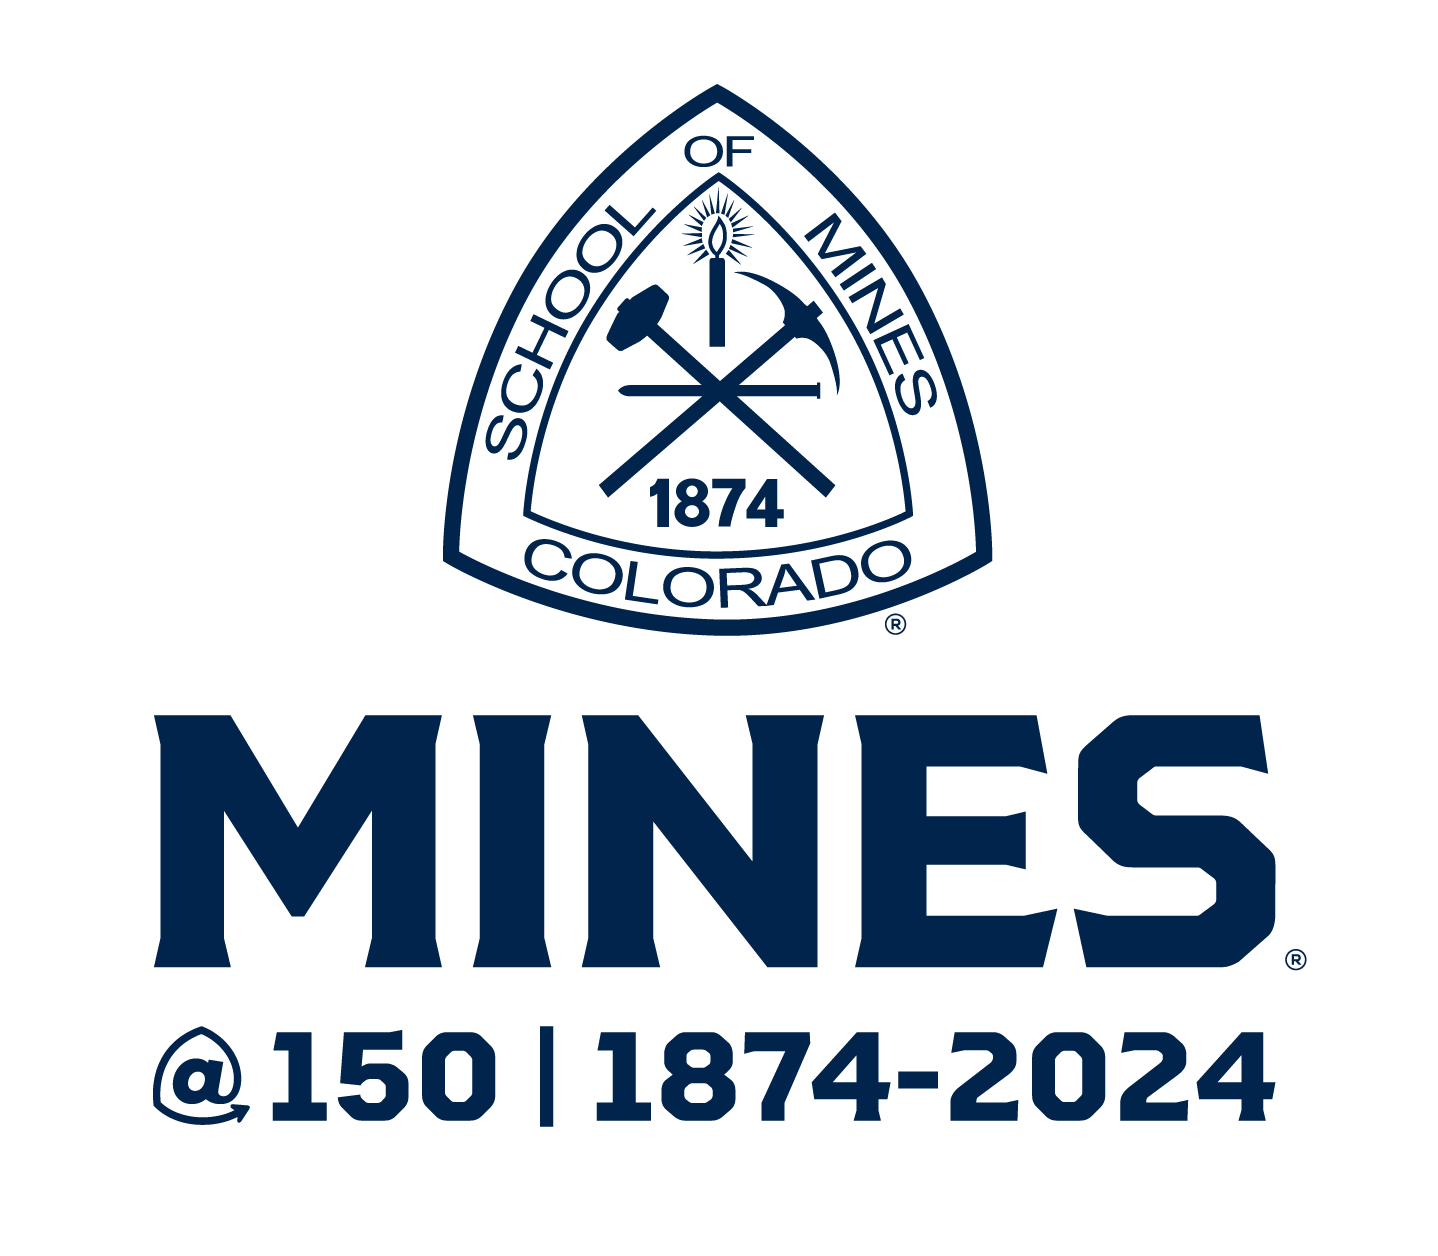 SCHOOL OF MINES
1874
COLORADO
®
MINES®
@150 | 1874-2024